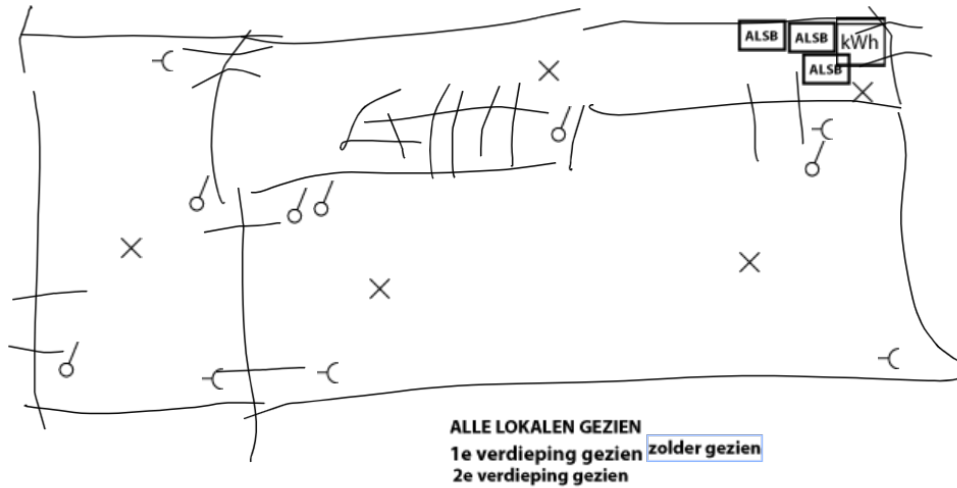 ALSB
ALSB
kWh
ALSB
ALLE LOKALEN GEZIEN
1e verdieping gezien zolder gezien
2e verdieping gezien